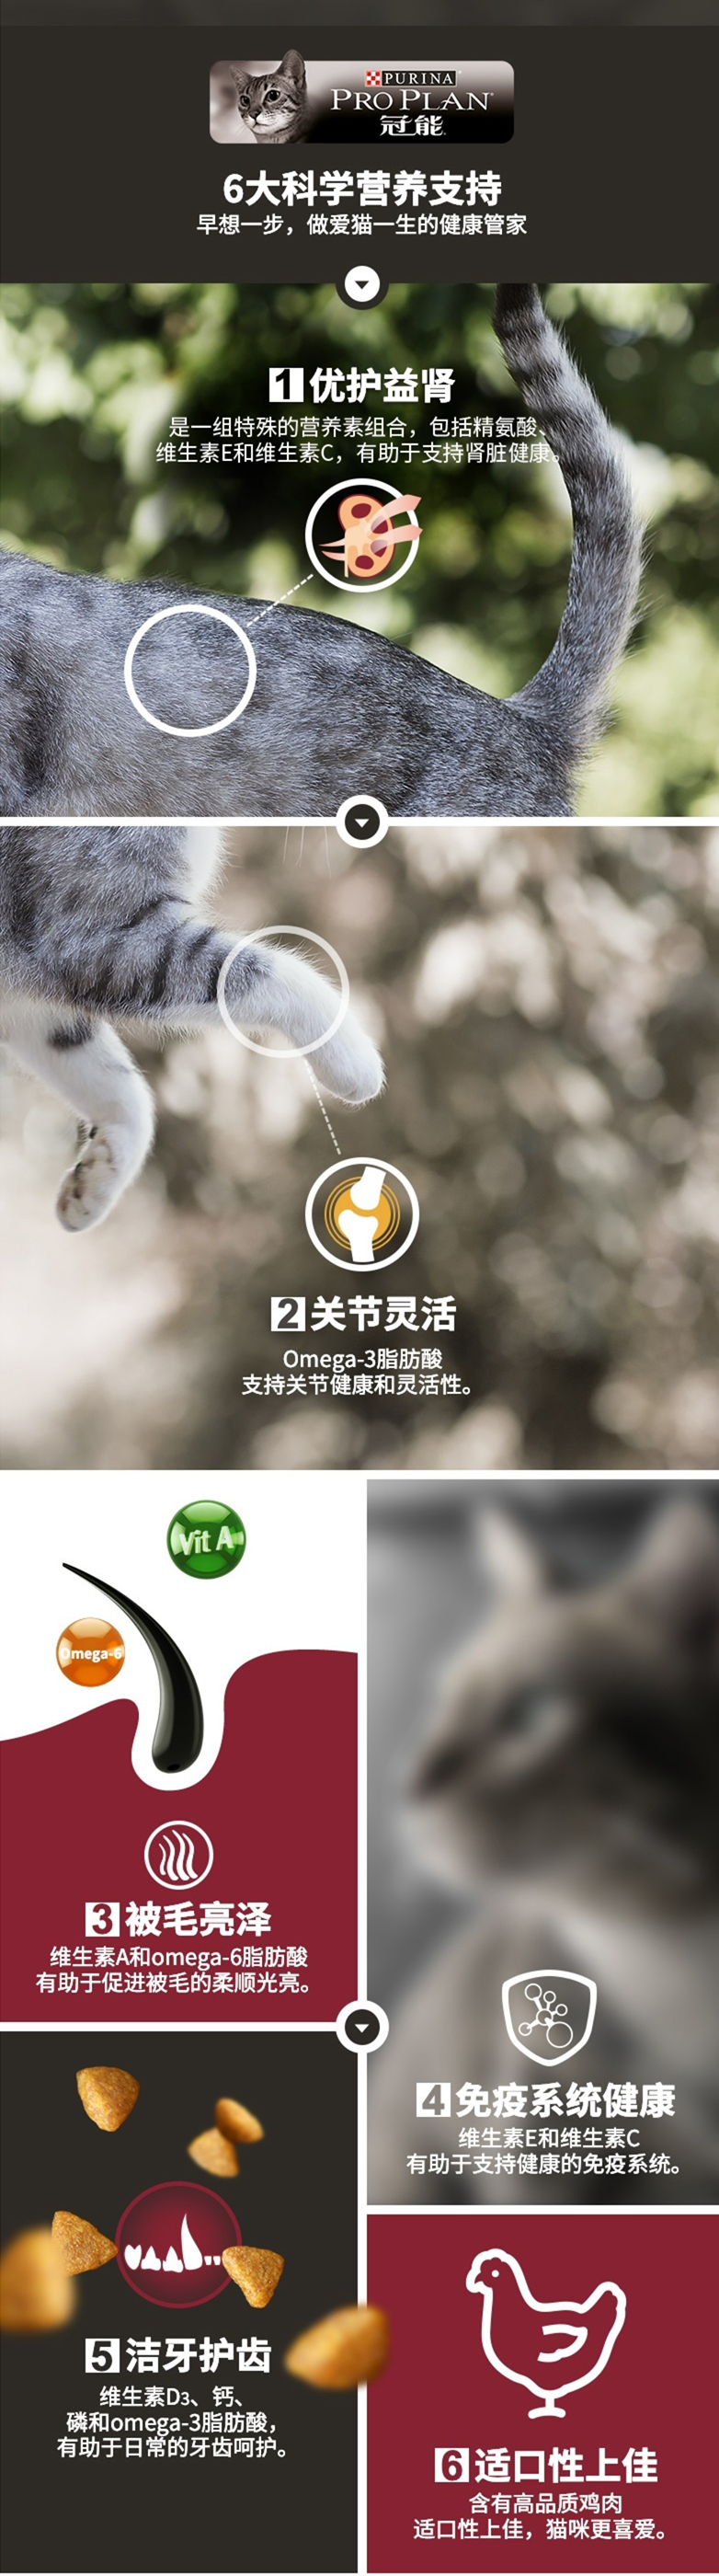 PURINA
PRO PLAN
冠能
6大科学营养支持
早想一步，做爱猫一生的健康管家
1 优护益肾
是一组特殊的营养素组合，包括精氨酸、
维生素E和维生素C，有助于支持肾脏健康。
2 关节灵活
Omega-3脂肪酸
支持关节健康和灵活性。
Vit A
Omega-6
3 被毛亮泽
维生素A和omega-6脂肪酸
有助于促进被毛的柔顺光亮。
4 免疫系统健康
维生素E和维生素C
有助于支持健康的免疫系统。
5 洁牙护齿
维生素D3、钙、
磷和omega-3脂肪酸，
有助于日常的牙齿呵护。
6 适口性上佳
含有高品质鸡肉
适口性上佳，猫咪更喜爱。